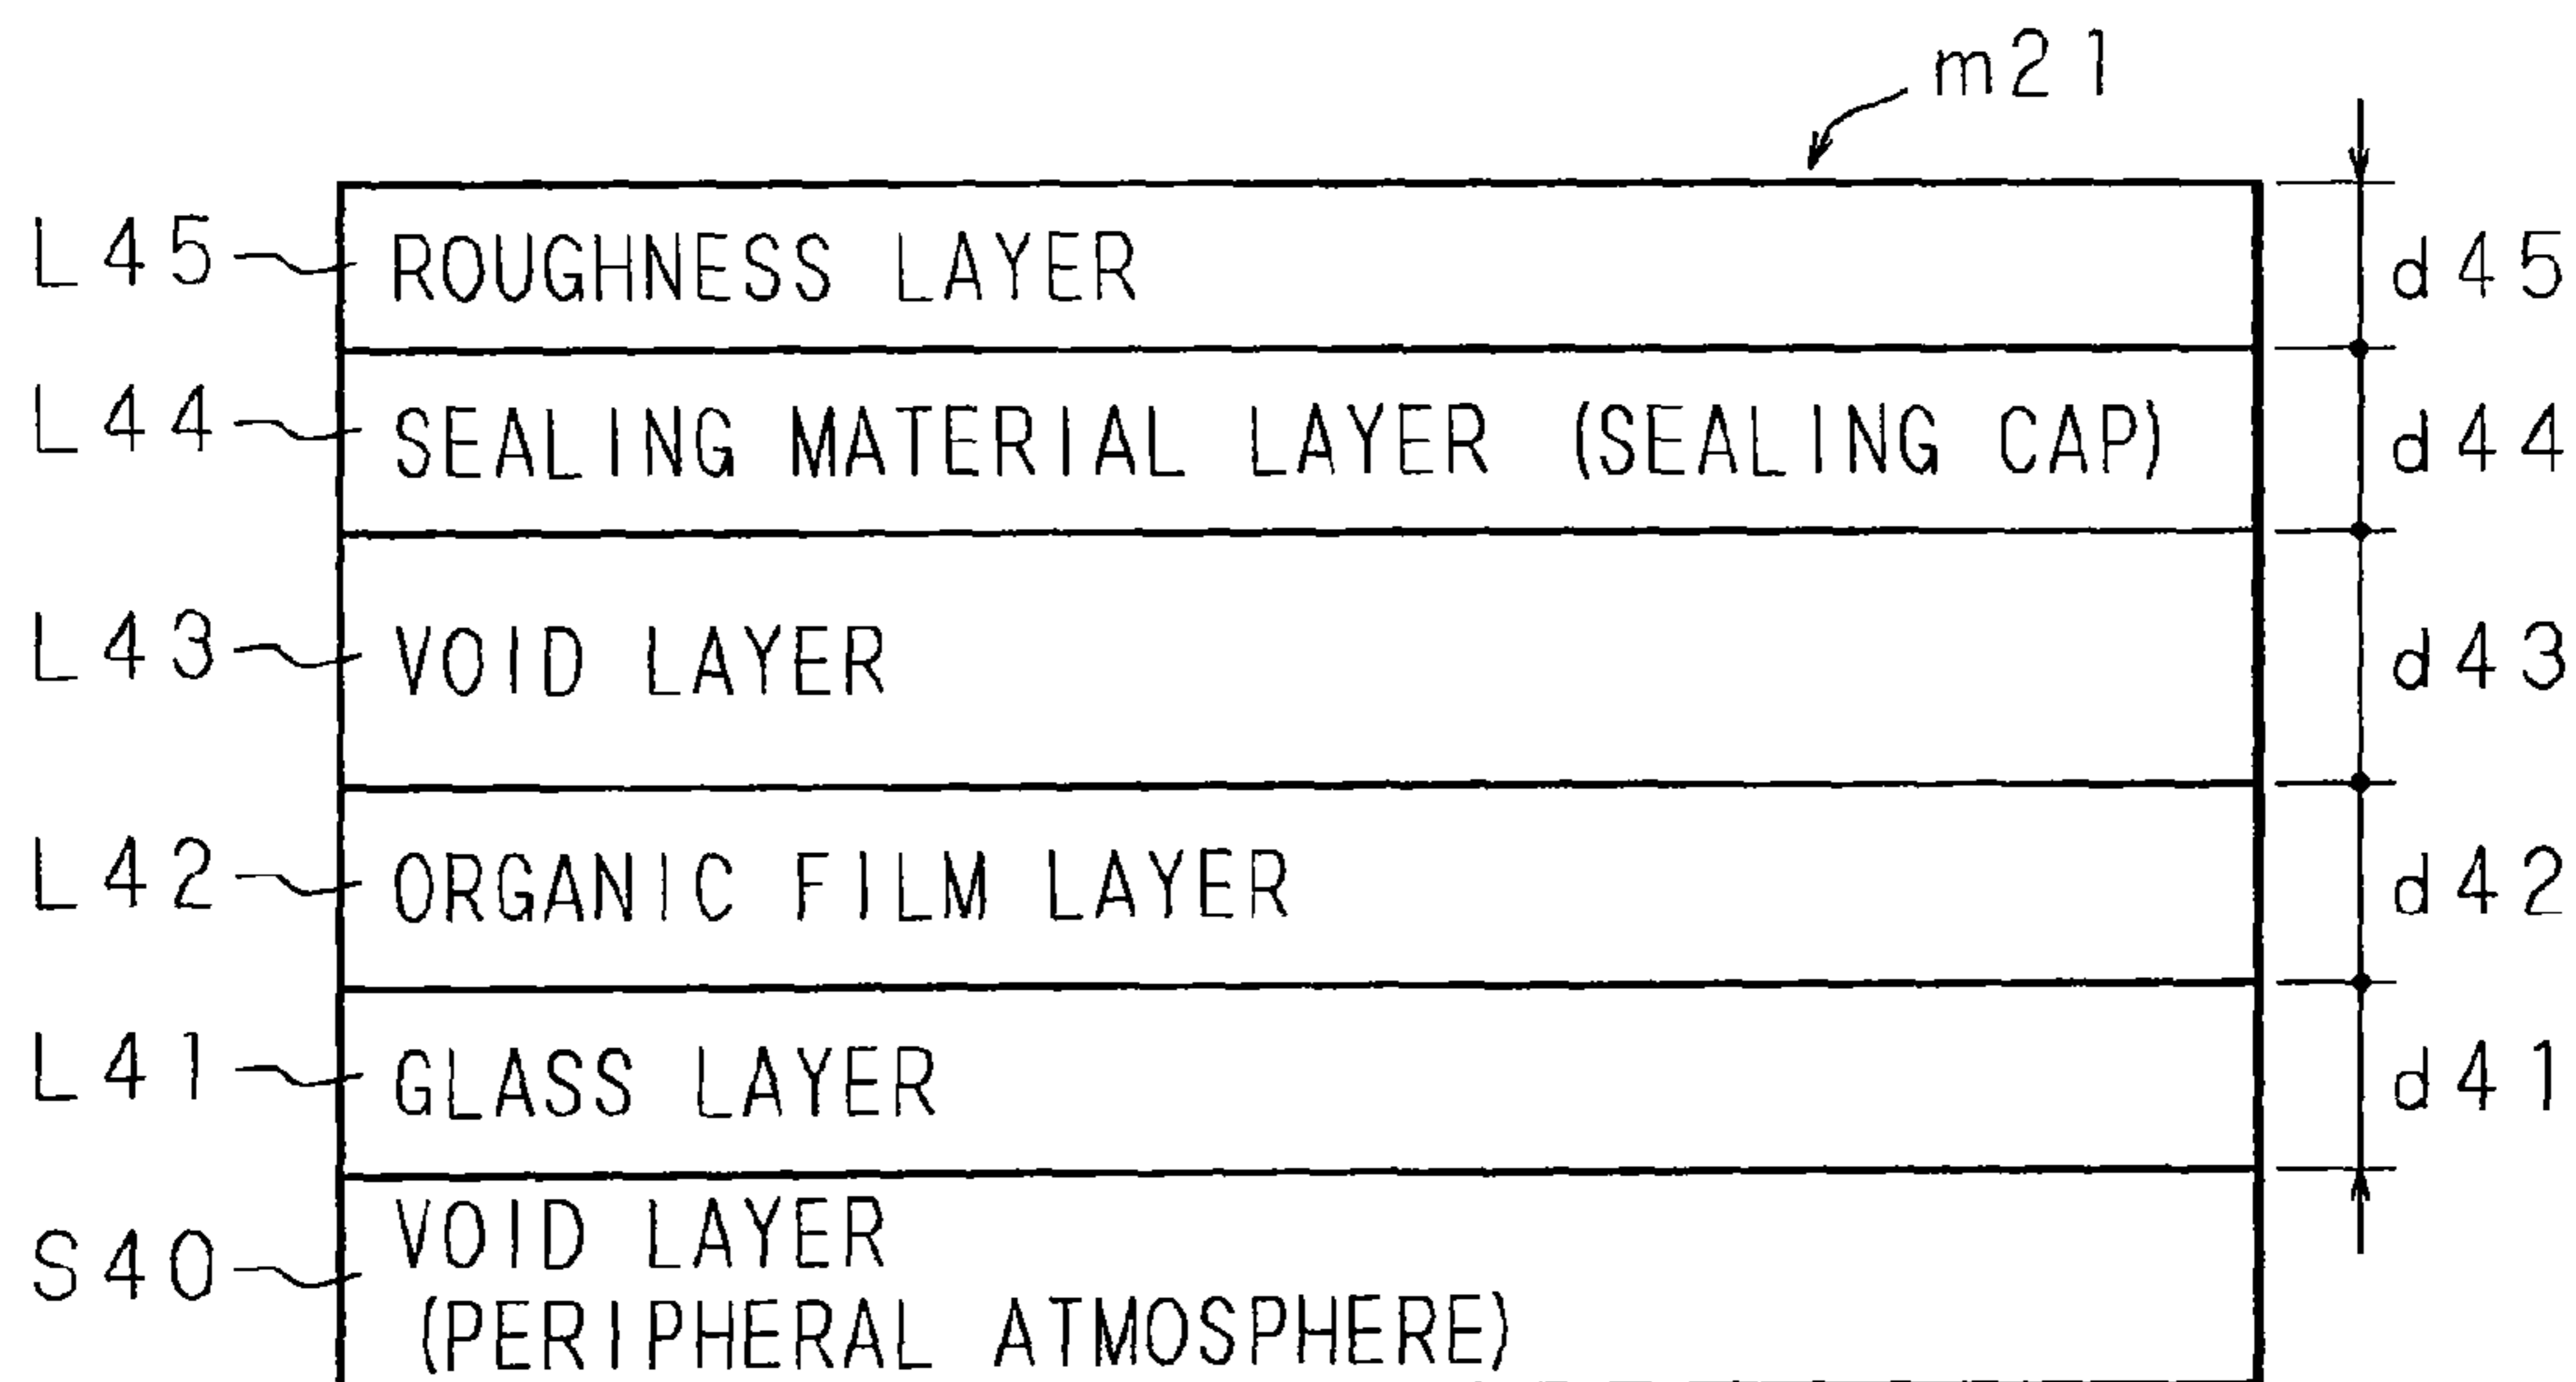 m21
L45 ROUGHNESS LAYER d45
L44 SEALING MATERIAL LAYER (SEALING CAP) d44
L43 VOID LAYER d43
L42 ORGANIC FILM LAYER d42
L41 GLASS LAYER d41
S40 VOID LAYER
(PERIPHERAL ATMOSPHERE)